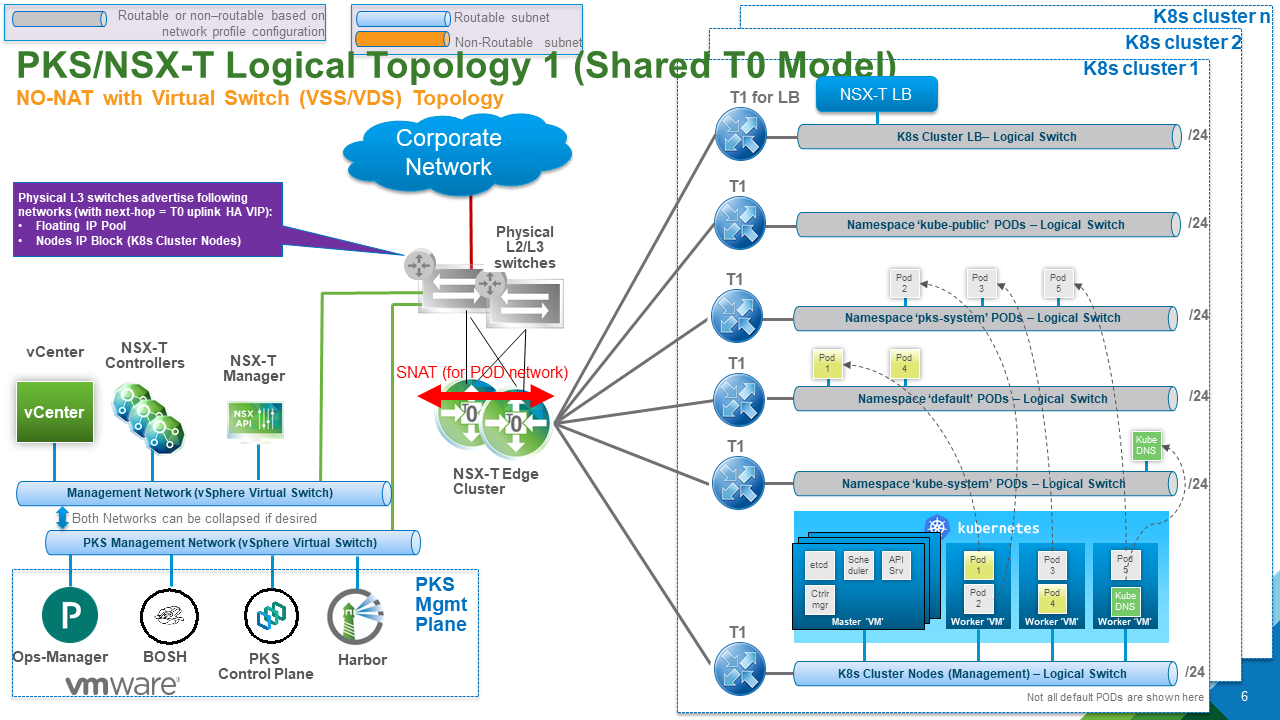 Routable or non–routable based on
network profile configuration
Routable subnet
Non-Routable subnet
K8s cluster n
K8s cluster 2
K8s cluster 1
PKS/NSX-T Logical Topology 1 (Shared T0 Model)
NO-NAT with Virtual Switch (VSS/VDS) Topology
Corporate
Network
Physical L3 switches advertise following
networks (with next-hop = T0 uplink HA VIP):
• Floating IP Pool
• Nodes IP Block (K8s Cluster Nodes)
Physical
L2/L3
switches
vCenter
NSX-T
Controllers
NSX-T
Manager
vCenter
NSX
API
SNAT (for POD network)
T0
T0
NSX-T Edge
Cluster
Management Network (vSphere Virtual Switch)
Both Networks can be collapsed if desired
PKS Management Network (vSphere Virtual Switch)
PKS
Mgmt
Plane
P
Ops-Manager
BOSH
PKS
Control Plane
Harbor
vmware
T1 for LB
NSX-T LB
K8s Cluster LB– Logical Switch
/24
T1
Namespace ‘kube-public’ PODs – Logical Switch
/24
T1
Pod
2
Pod
3
Pod
5
Namespace ‘pks-system’ PODs – Logical Switch
/24
T1
Pod
1
Pod
4
Namespace ‘default’ PODs – Logical Switch
/24
T1
Kube
DNS
Namespace ‘kube-system’ PODs – Logical Switch
/24
kubernetes
etcd
Sche
duler
API
Srv
Ctrlr
mgr
Master ‘VM’
Pod
1
Pod
2
Worker ‘VM’
Pod
3
Pod
4
Worker ‘VM’
Pod
5
Kube
DNS
Worker ‘VM’
T1
K8s Cluster Nodes (Management) – Logical Switch
/24
Not all default PODs are shown here
6